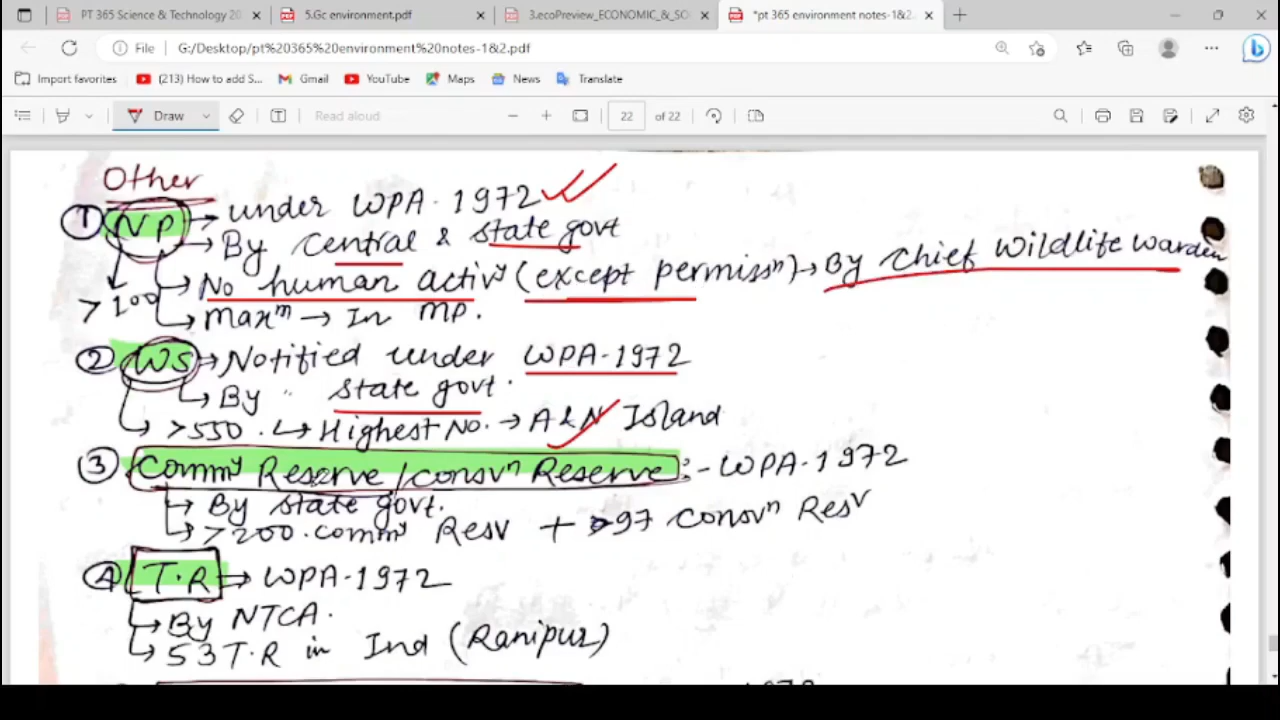 PT 365 Science & Technology 20
5.Gc environment.pdf
3.ecoPreview_ECONOMIC_&_SO
*pt 365 environment notes-1&2.
File
G:/Desktop/pt%20365%20environment%20notes-1&2.pdf
Import favorites
(213) How to add S...
Gmail
YouTube
Maps
News
Translate
Draw
Read aloud
22 of 22
Other
① NP → under WPA. 1972
→ By Central & state govt
→ No human activʸ (except permissⁿ) → By Chief Wildlife Warden
> 100
→ maxᵐ → In MP.
② WS → Notified under WPA-1972
→ By state govt.
→ >550. → Highest No. → A & N Island
③ Commʸ Reserve / consvⁿ Reserve :- WPA. 1972
→ By state govt.
→ >200. commʸ Resv + >97 Consvⁿ Resv
④ T.R → WPA. 1972
→ By NTCA.
→ 53 T.R in Ind (Ranipur)